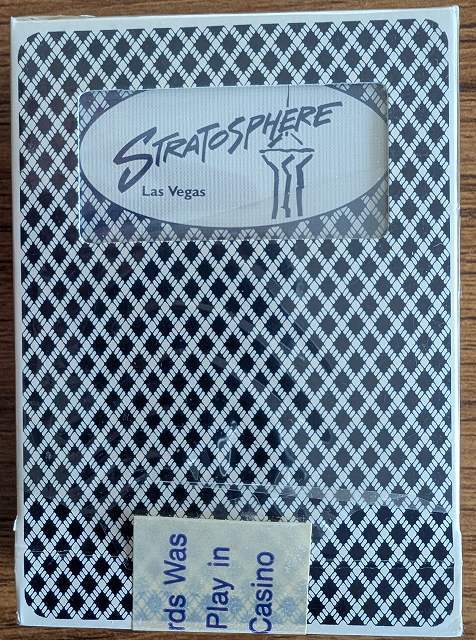 STRATOSPHERE
Las Vegas
rds Was
Play in
Casino